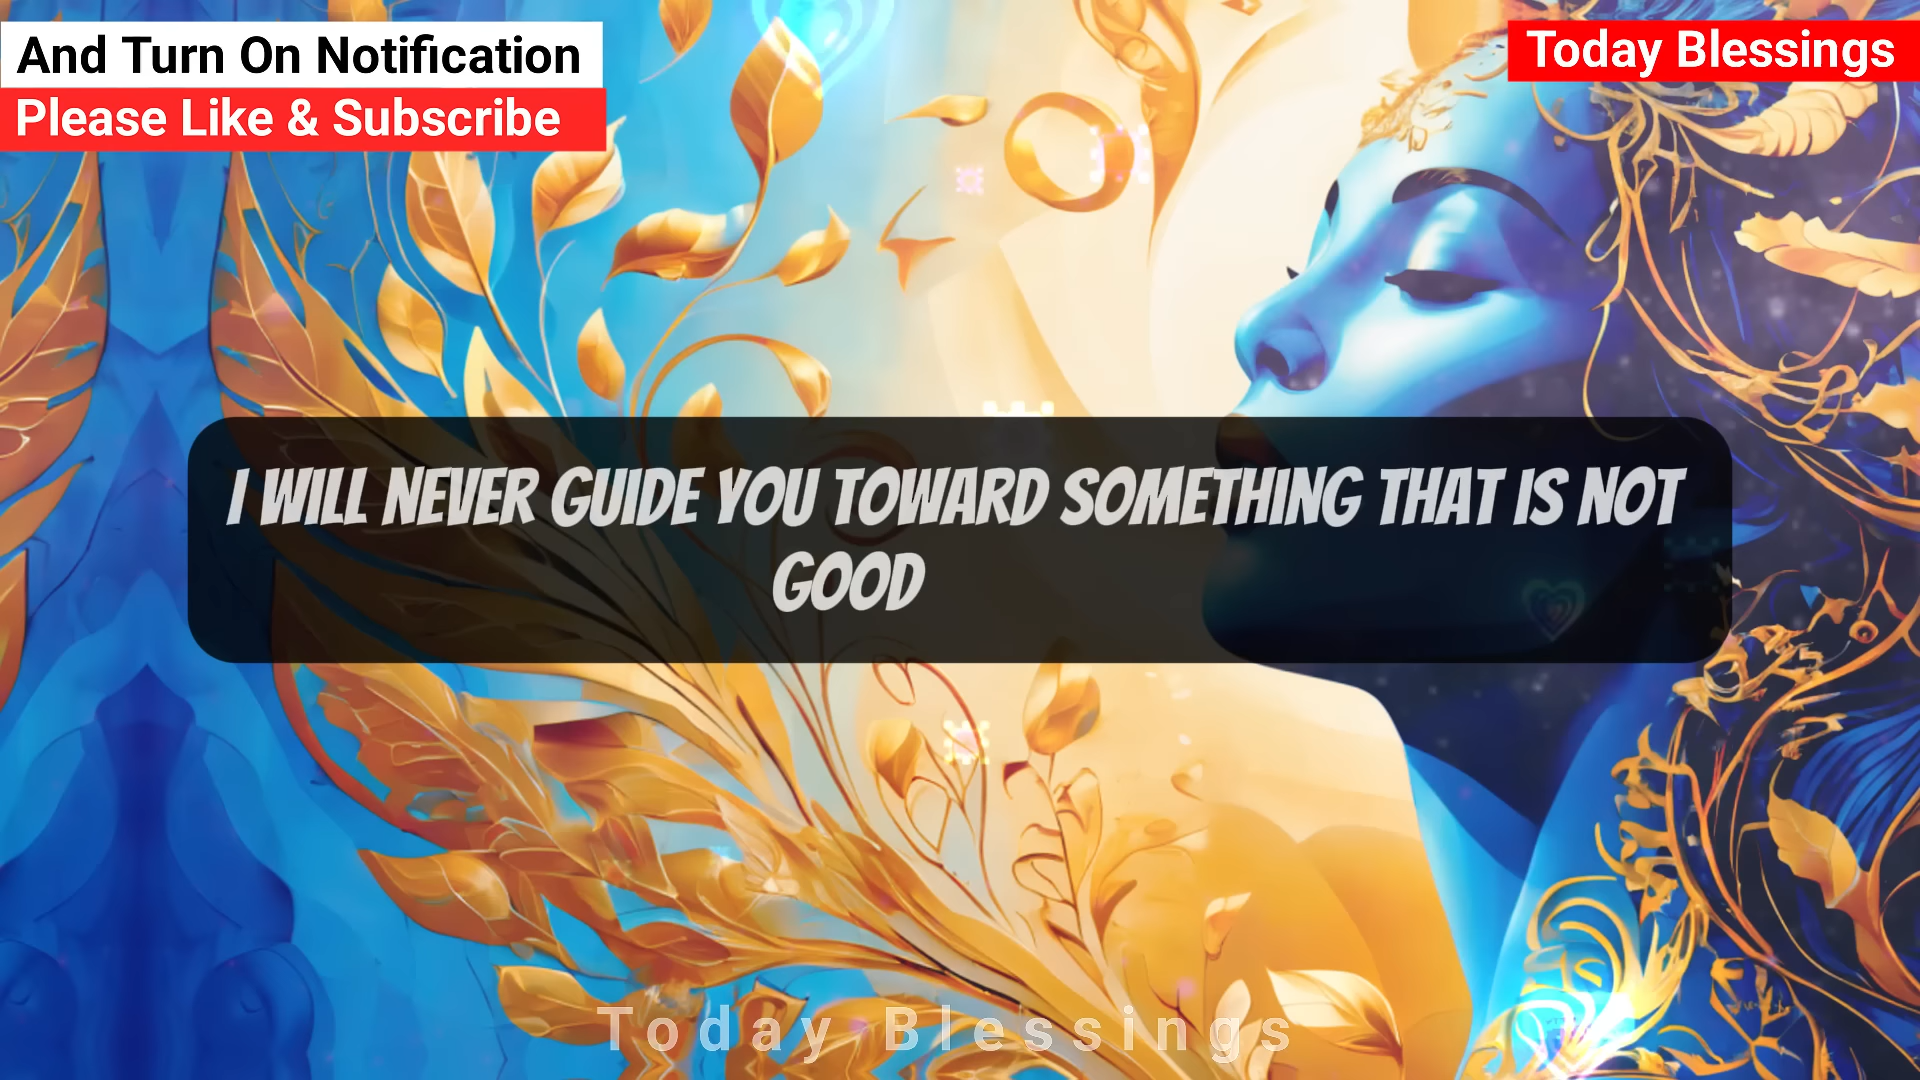 And Turn On Notification
Please Like & Subscribe
Today Blessings
I WILL NEVER GUIDE YOU TOWARD SOMETHING THAT IS NOT
GOOD
Today Blessings